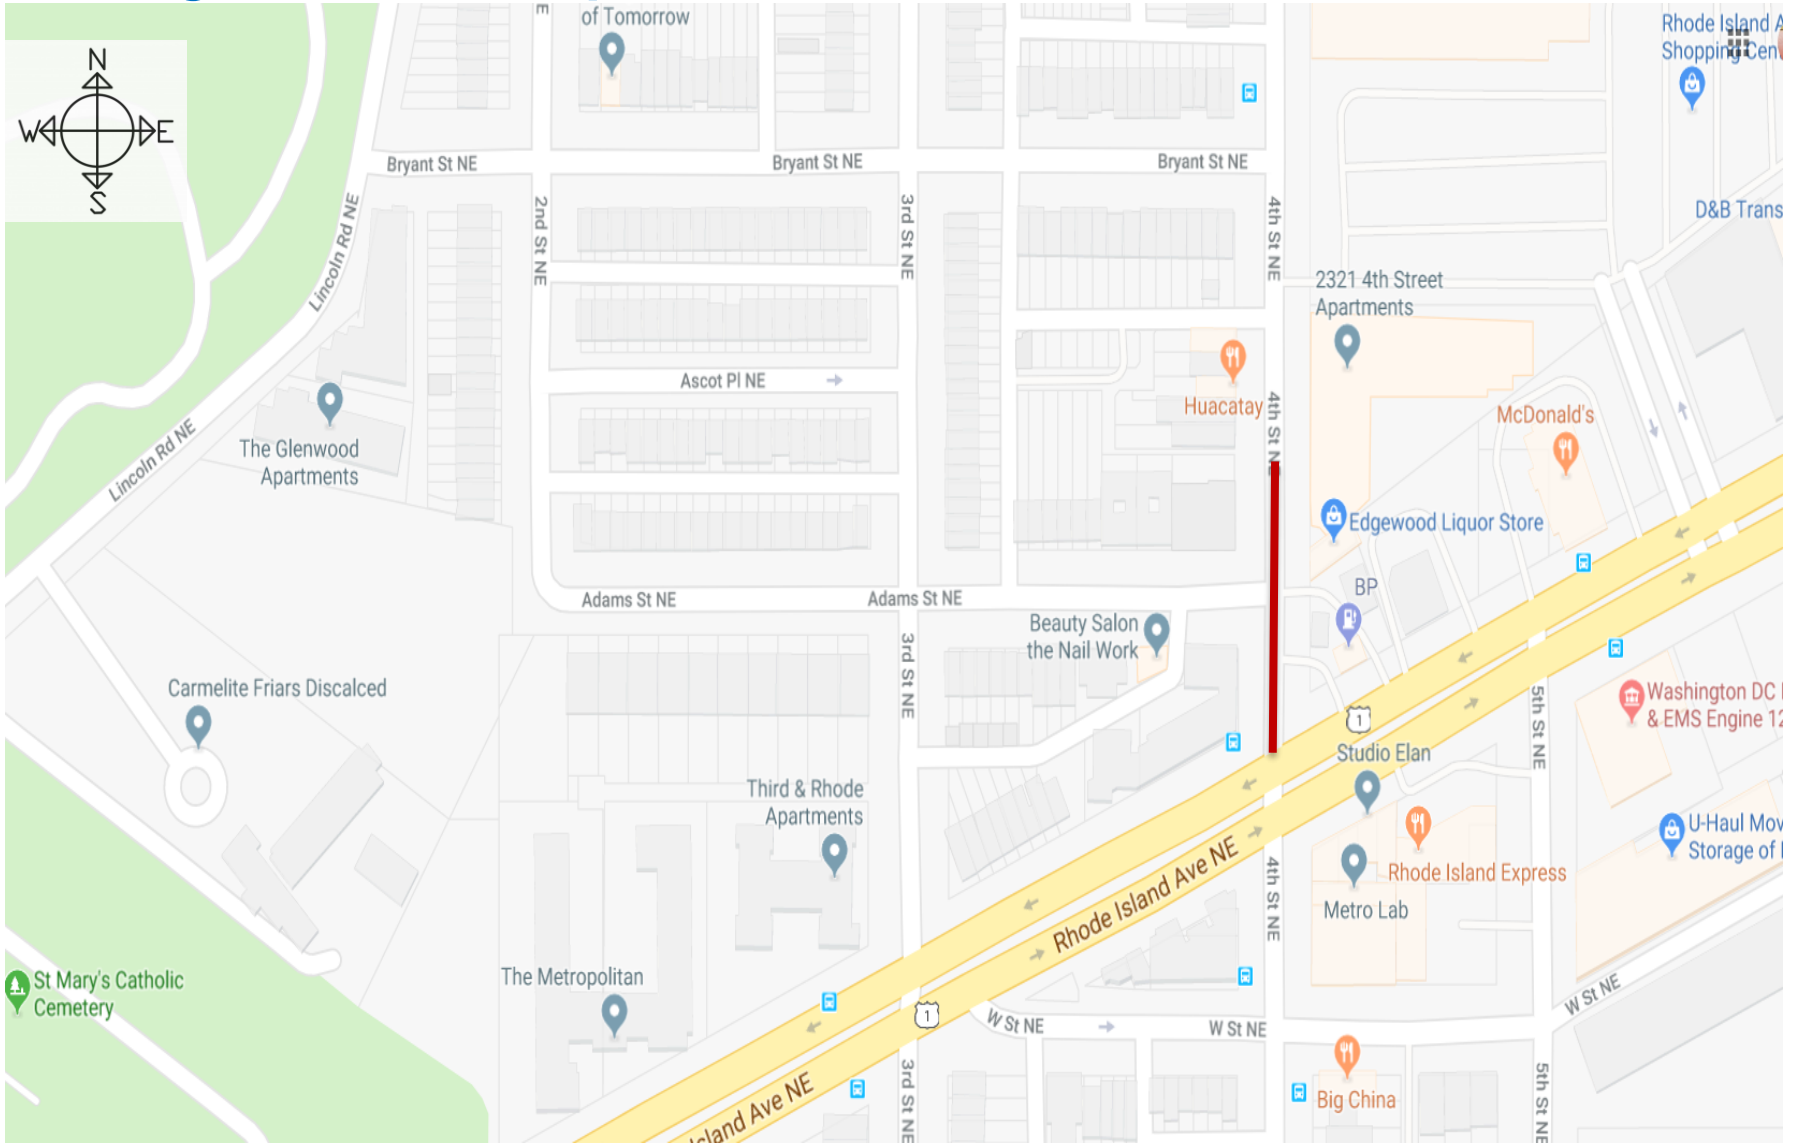 of Tomorrow
E
Rhode Island A
Shopping Cen
N
W E
S
Bryant St NE
Bryant St NE
Bryant St NE
Lincoln Rd NE
2nd St NE
3rd St NE
4th St NE
D&B Trans
2321 4th Street
Apartments
Ascot Pl NE
Huacatay
4th St N
McDonald's
The Glenwood
Apartments
Lincoln Rd NE
Edgewood Liquor Store
BP
Adams St NE
Adams St NE
Beauty Salon
the Nail Work
3rd St NE
Carmelite Friars Discalced
1
5th St NE
Washington DC
& EMS Engine 12
Studio Elan
Third & Rhode
Apartments
U-Haul Mov
Storage of
Rhode Island Express
Rhode Island Ave NE
4th St NE
Metro Lab
The Metropolitan
St Mary's Catholic
Cemetery
1
W St NE
W St NE
W St NE
3rd St NE
5th St NE
Big China
Island Ave NE